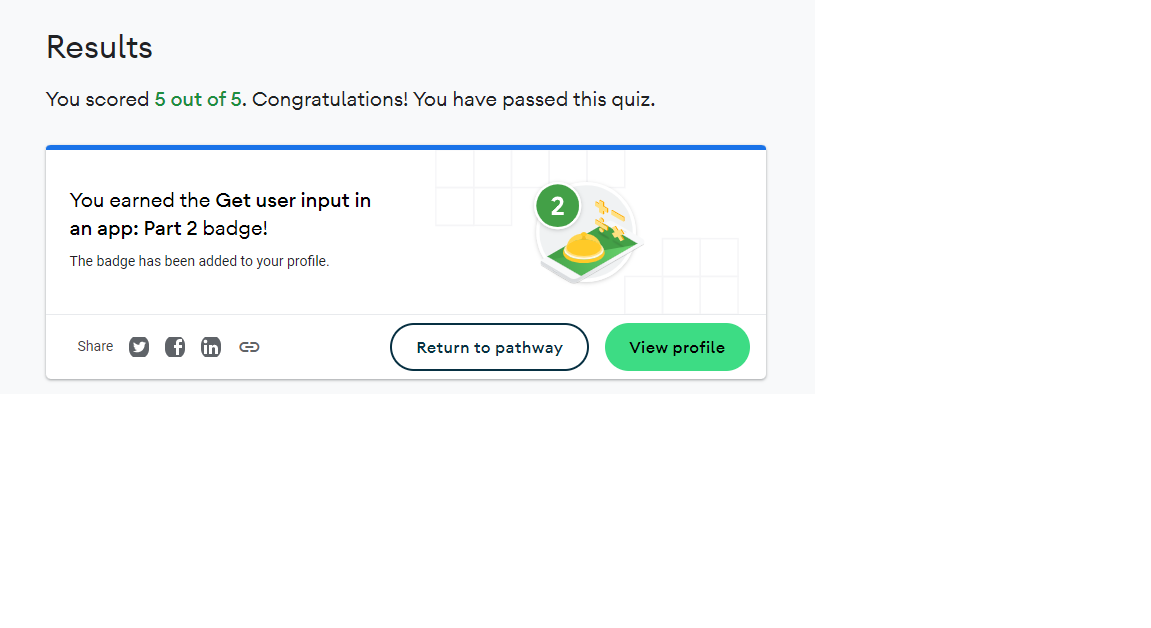 Results
You scored 5 out of 5. Congratulations! You have passed this quiz.
You earned the Get user input in
an app: Part 2 badge!
The badge has been added to your profile.
2
Share
Return to pathway
View profile